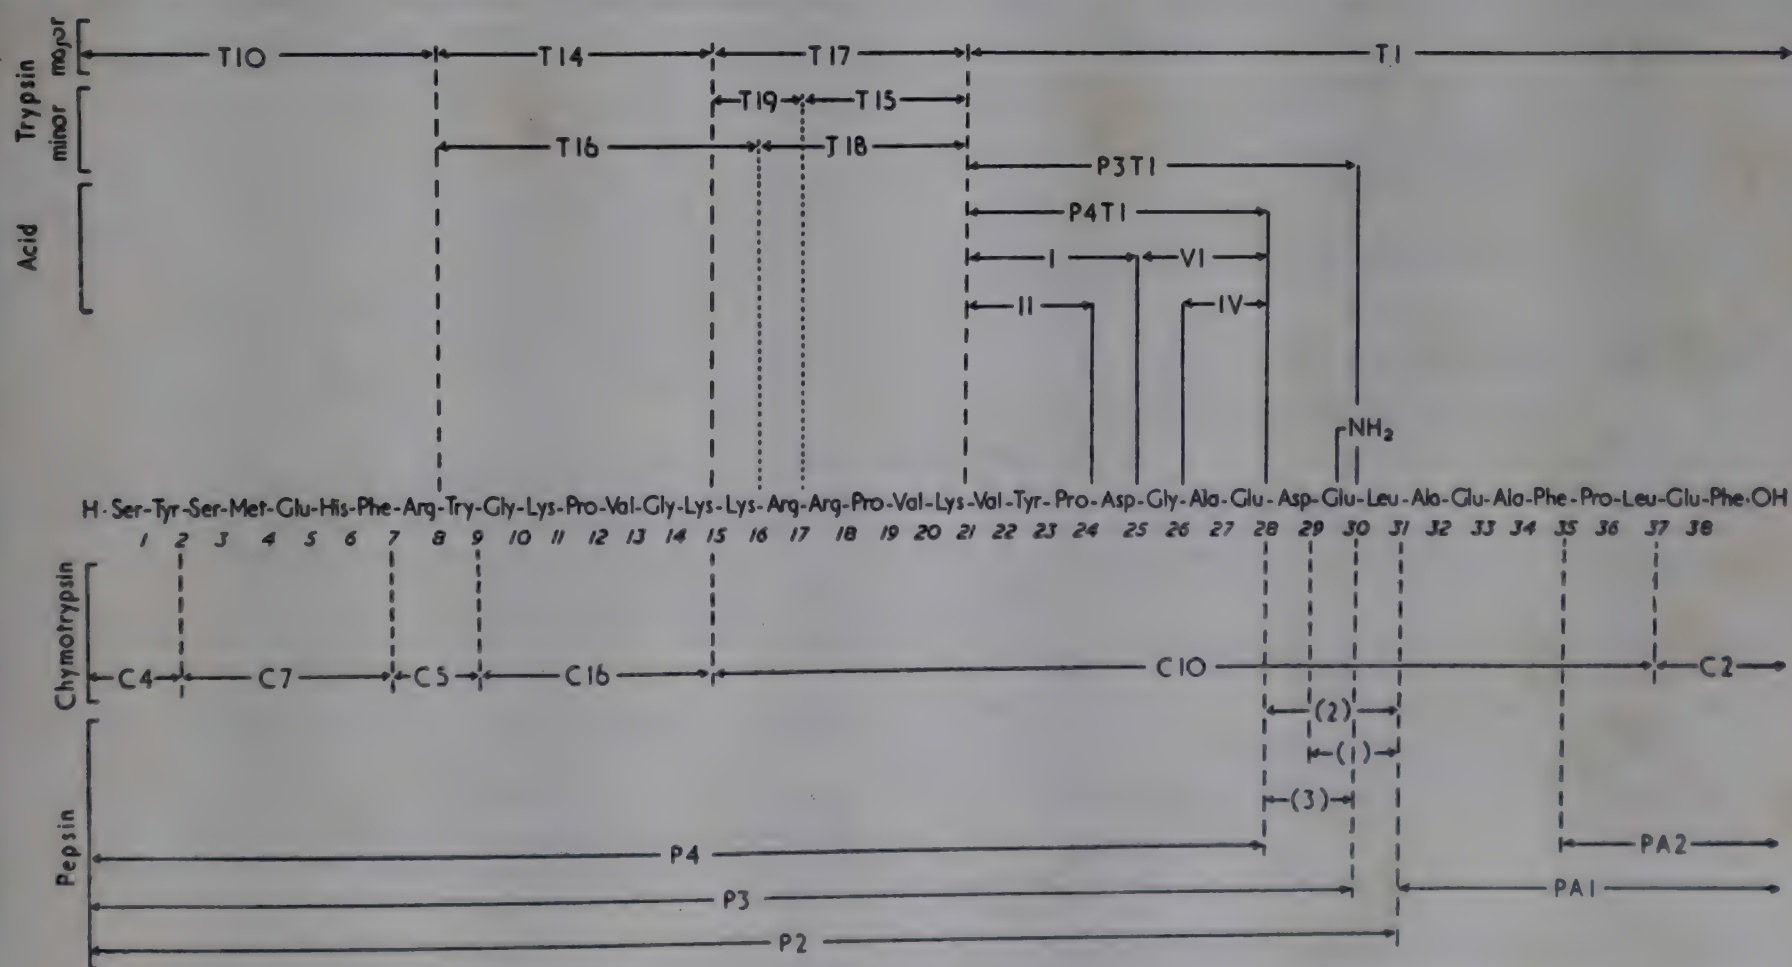 T10 T14 T17 T1
Trypsin
major
minor
T19 T15
T16 T18
P3T1
Acid
P4T1
I VI
II IV
NH₂
H·Ser-Tyr-Ser-Met-Glu-His-Phe-Arg-Try-Gly-Lys-Pro-Val-Gly-Lys-Lys-Arg-Arg-Pro-Val-Lys-Val-Tyr-Pro-Asp-Gly-Ala-Glu-Asp-Glu-Leu-Ala-Glu-Ala-Phe-Pro-Leu-Glu-Phe·OH
1 2 3 4 5 6 7 8 9 10 11 12 13 14 15 16 17 18 19 20 21 22 23 24 25 26 27 28 29 30 31 32 33 34 35 36 37 38
Chymotrypsin
C4 C7 C5 C16 C10 C2
(2)
(1)
(3)
Pepsin
P4 PA2
P3 PA1
P2